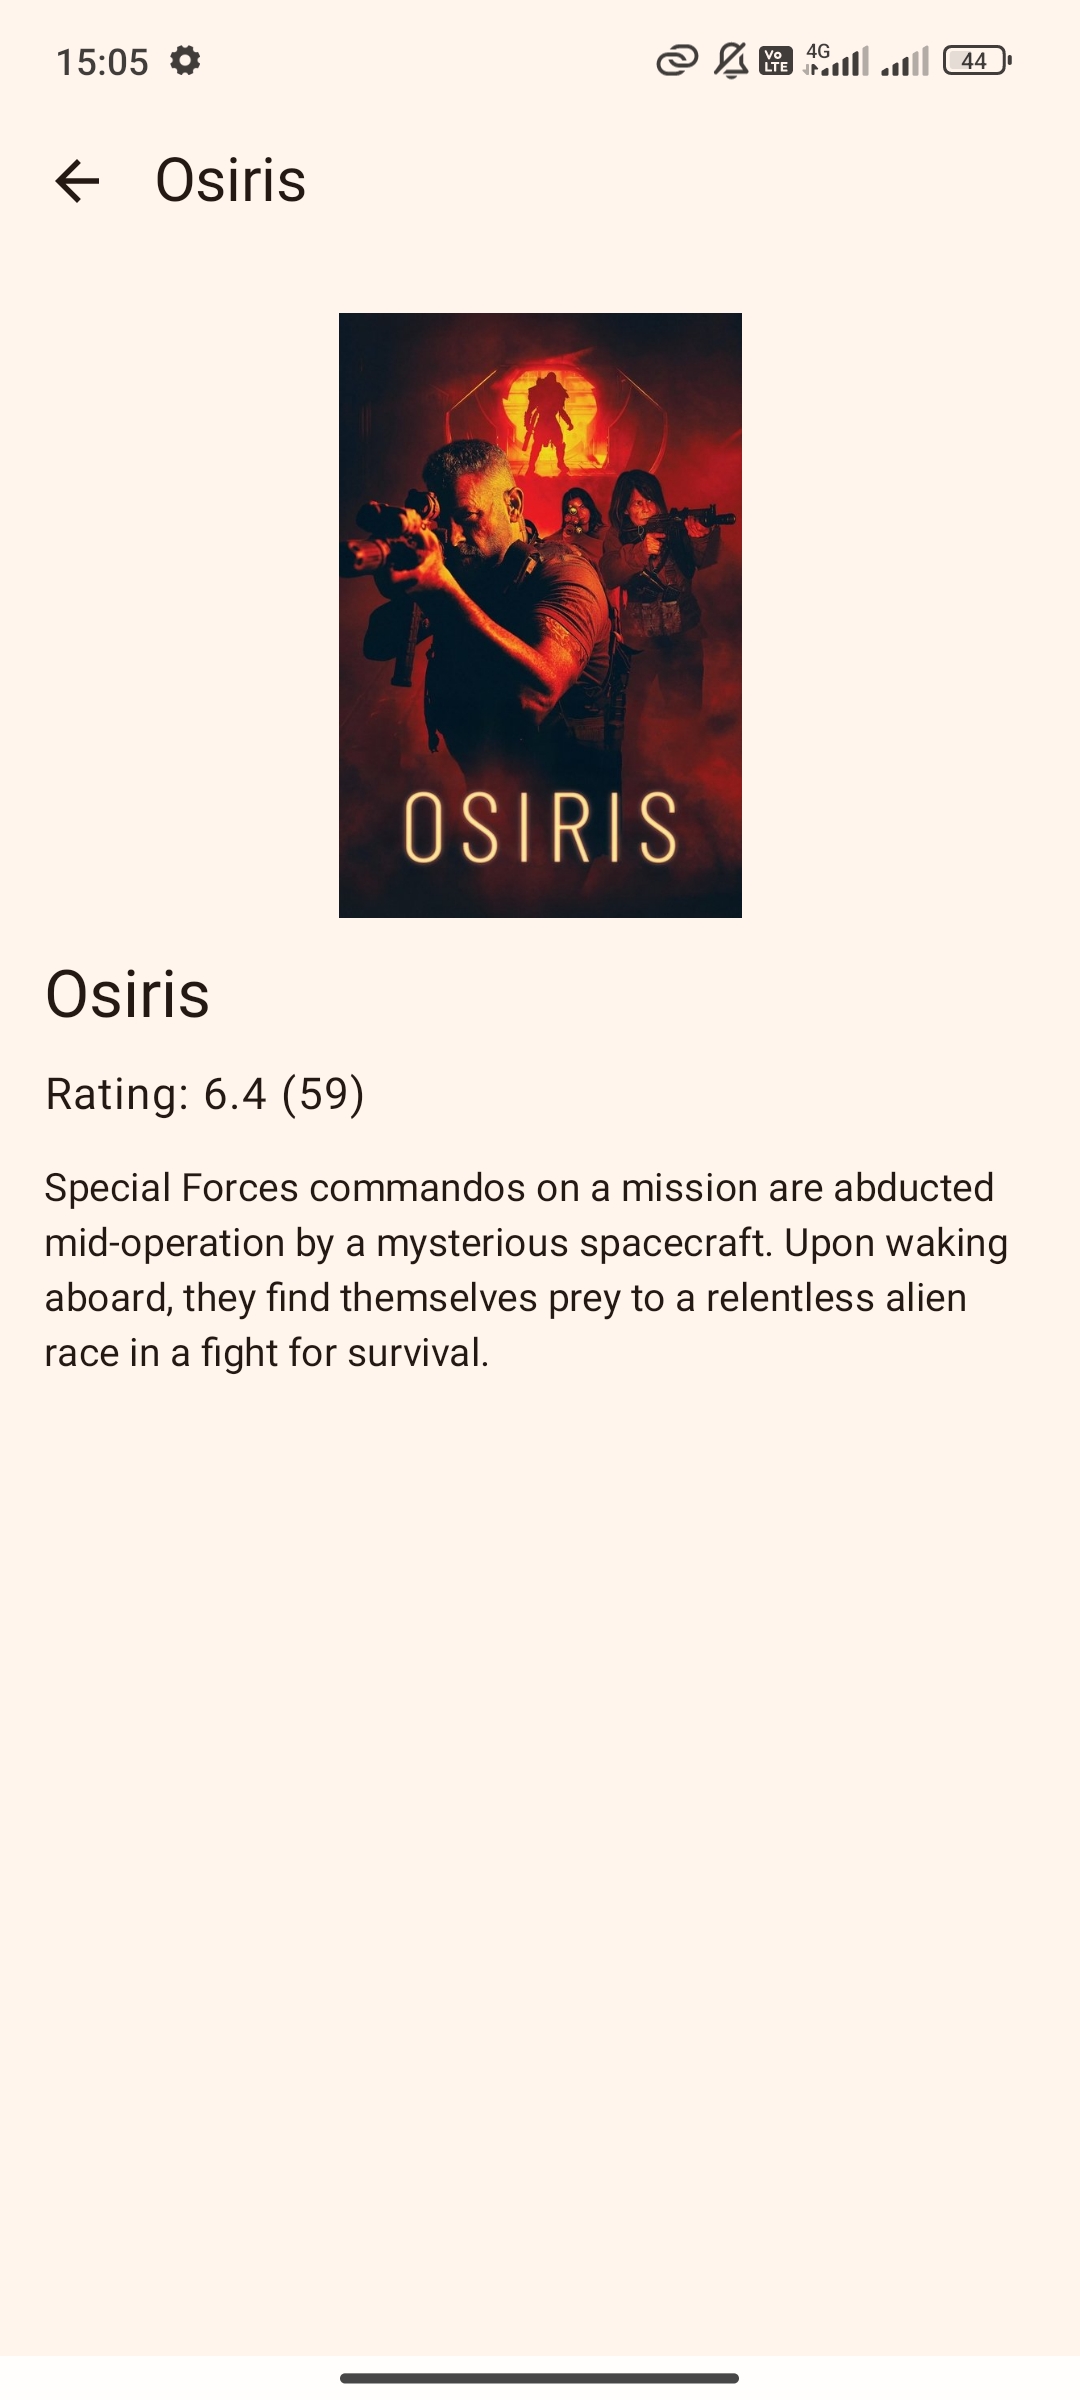 15:05
Vo
LTE
4G
44
Osiris
OSIRIS
Osiris
Rating: 6.4 (59)
Special Forces commandos on a mission are abducted
mid-operation by a mysterious spacecraft. Upon waking
aboard, they find themselves prey to a relentless alien
race in a fight for survival.